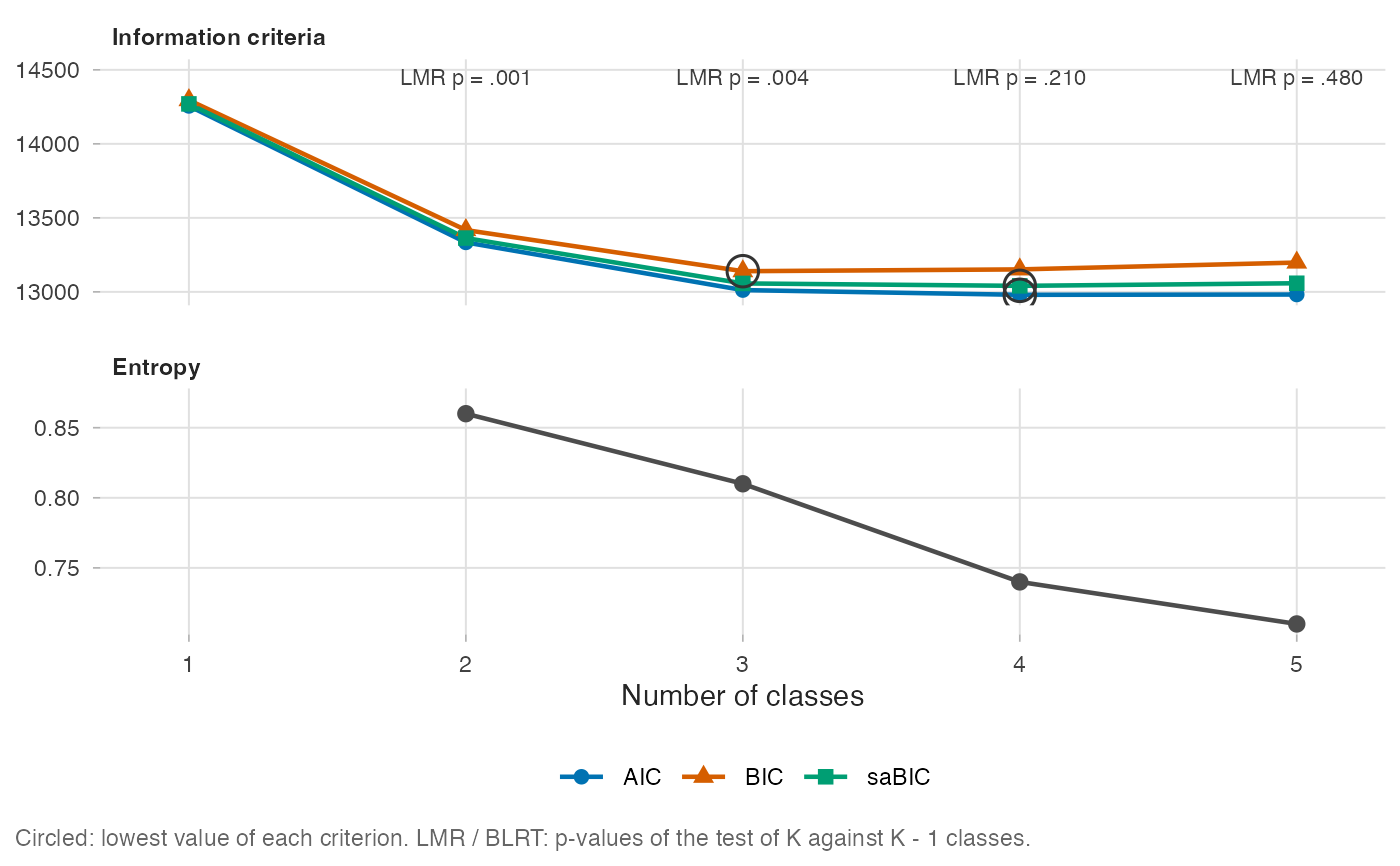 Information criteria
14500
LMR p = .001 LMR p = .004 LMR p = .210 LMR p = .480
14000
13500
13000
Entropy
0.85
0.80
0.75
1 2 3 4 5
Number of classes
AIC BIC saBIC
Circled: lowest value of each criterion. LMR / BLRT: p-values of the test of K against K - 1 classes.